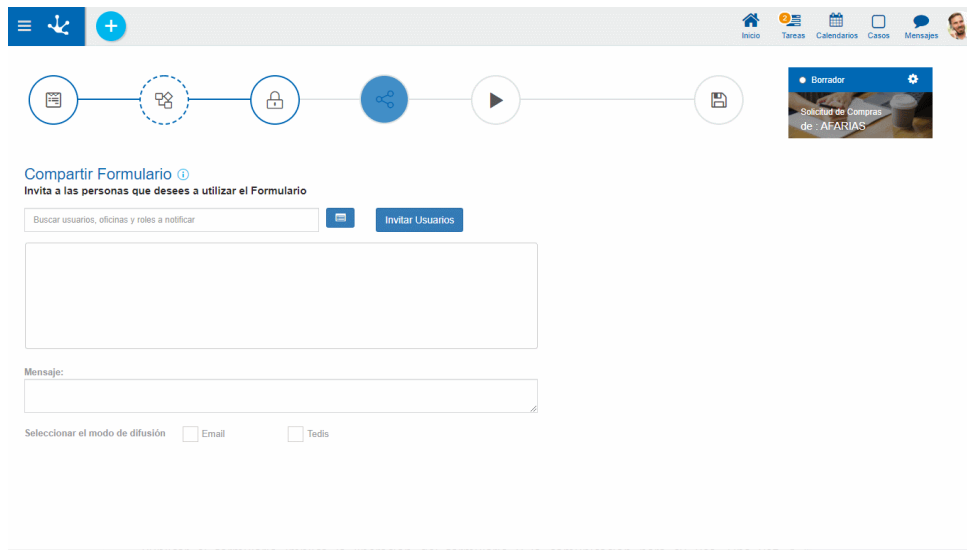 2
Inicio
Tareas
Calendarios
Casos
Mensajes
Borrador
Solicitud de Compras
de : AFARIAS
Compartir Formulario
Invita a las personas que desees a utilizar el Formulario
Buscar usuarios, oficinas y roles a notificar
Invitar Usuarios
Mensaje:
Seleccionar el modo de difusión
Email
Tedis